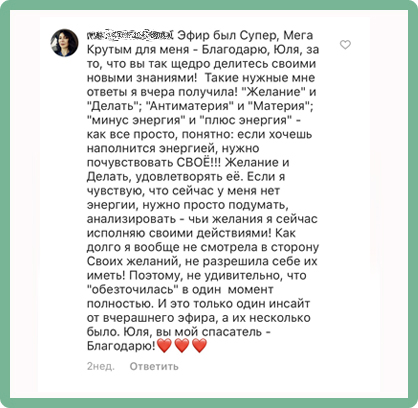 Эфир был Супер, Мега
Крутым для меня - Благодарю, Юля, за
то, что вы так щедро делитесь своими
новыми знаниями!  Такие нужные мне
ответы я вчера получила! "Желание" и
"Делать"; "Антиматерия" и "Материя";
"минус энергия" и "плюс энергия" -
как все просто, понятно: если хочешь
наполнится энергией, нужно
почувствовать СВОЁ!!! Желание и
Делать, удовлетворять её. Если я
чувствую, что сейчас у меня нет
энергии, нужно просто подумать,
анализировать - чьи желания я сейчас
исполняю своими действиями! Как
долго я вообще не смотрела в сторону
Своих желаний, не разрешила себе их
иметь! Поэтому, не удивительно, что
"обезточилась" в один  момент
полностью. И это только один инсайт
от вчерашнего эфира, а их несколько
было. Юля, вы мой спасатель -
Благодарю!❤️❤️❤️
2нед. Ответить